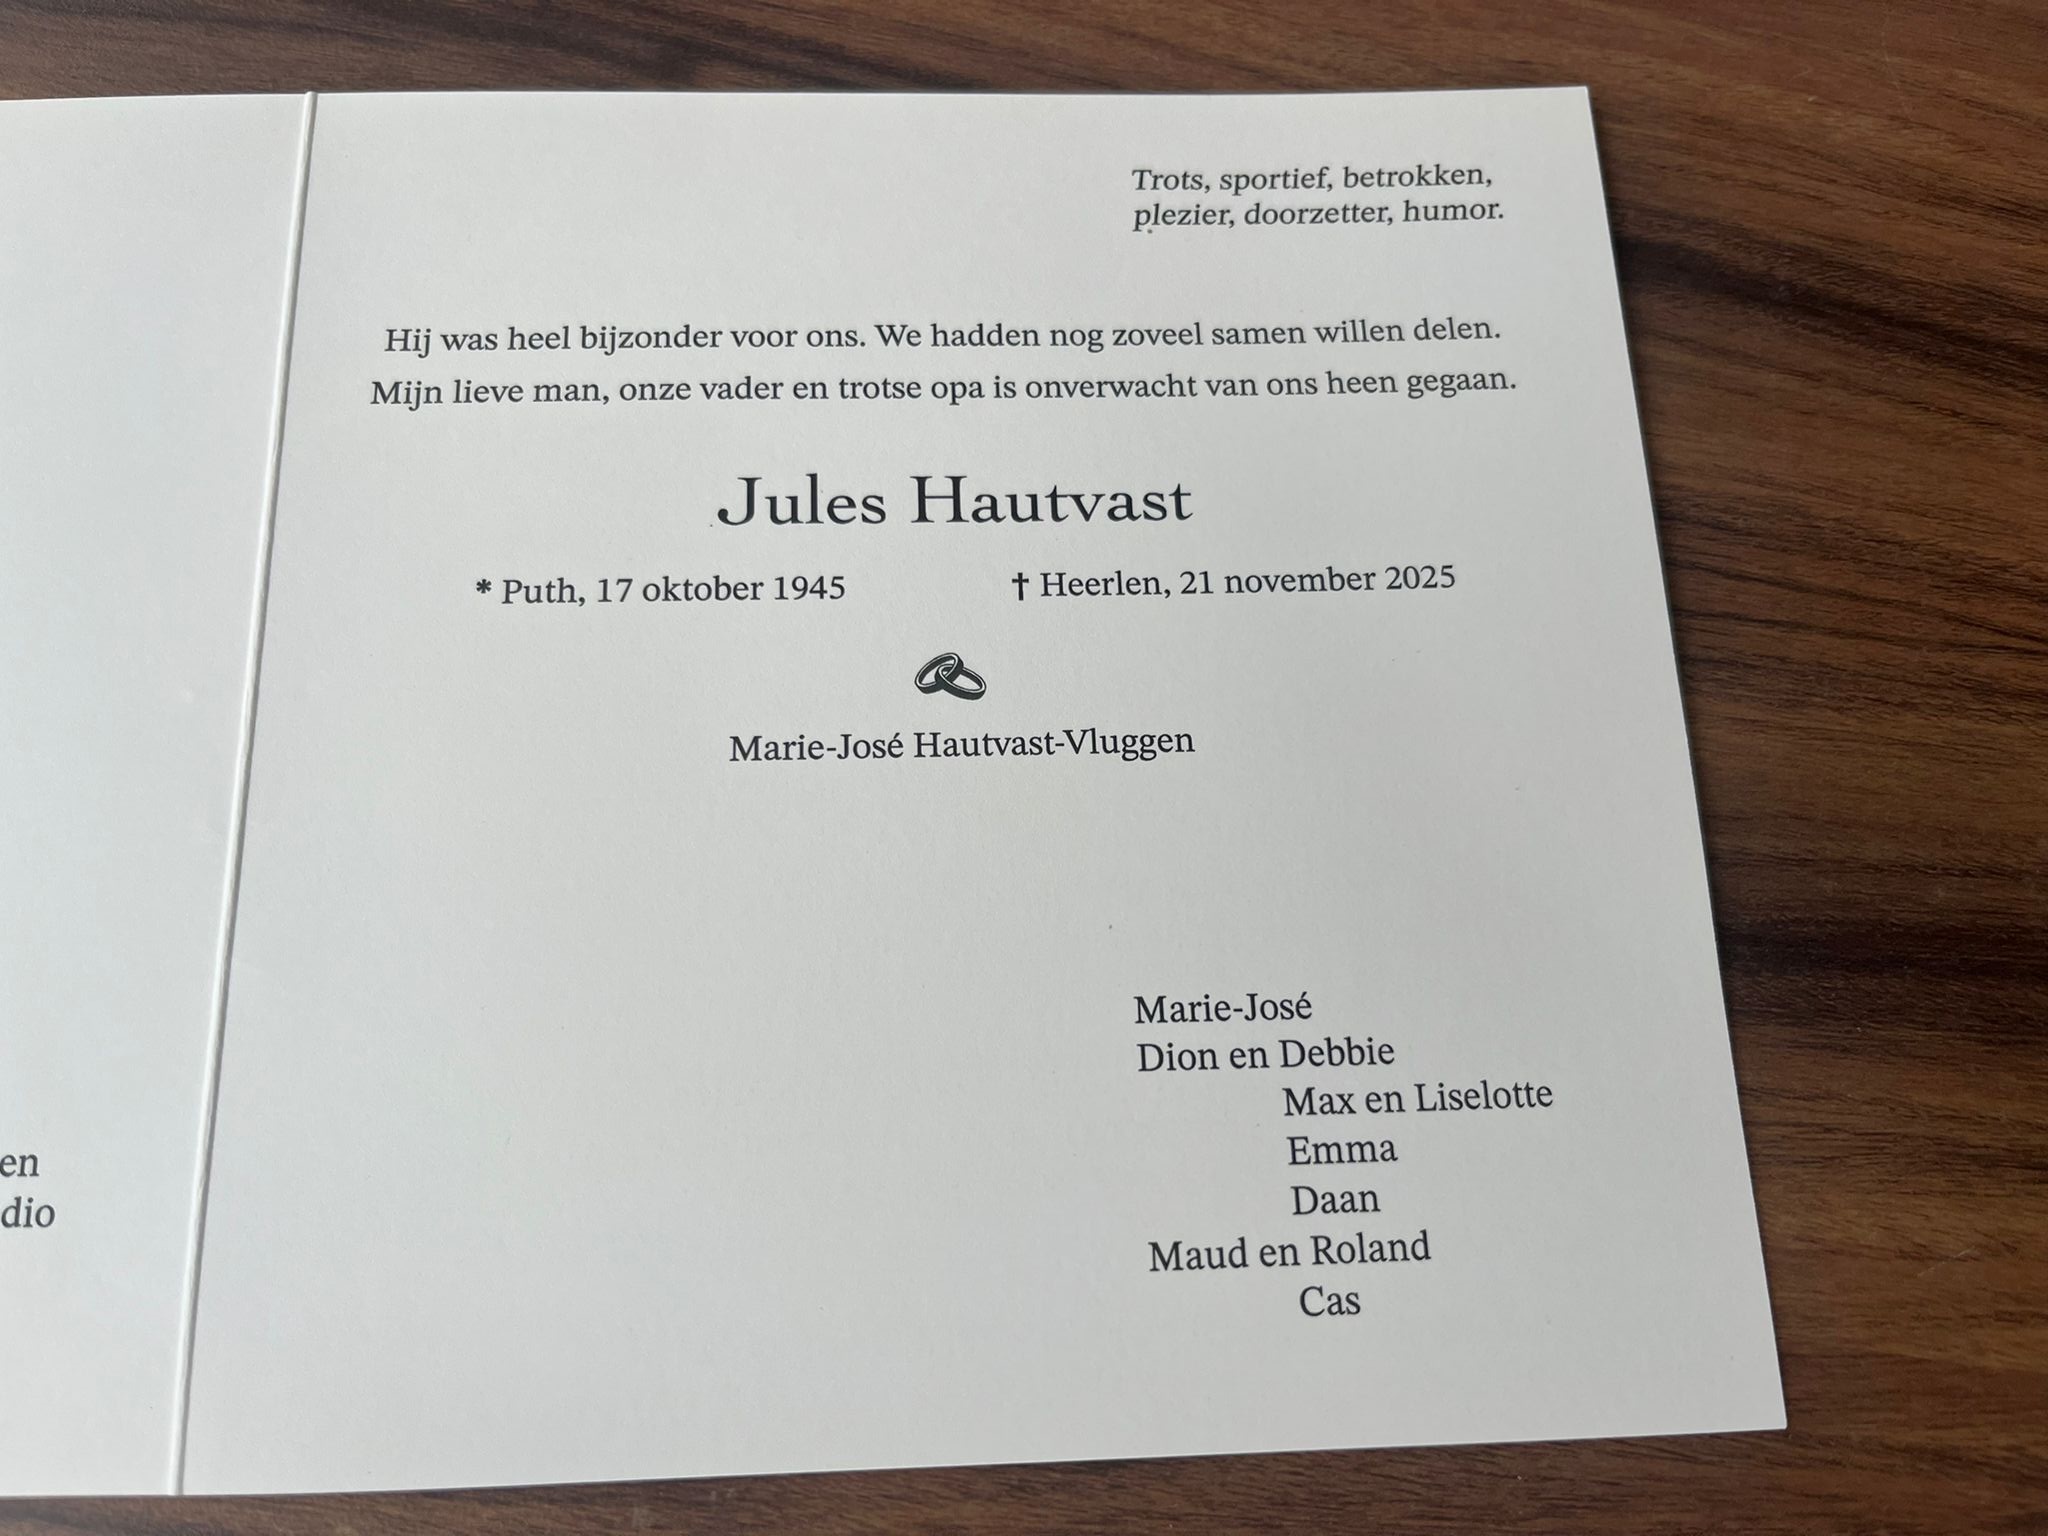 Trots, sportief, betrokken,
plezier, doorzetter, humor.
Hij was heel bijzonder voor ons. We hadden nog zoveel samen willen delen.
Mijn lieve man, onze vader en trotse opa is onverwacht van ons heen gegaan.
Jules Hautvast
* Puth, 17 oktober 1945 † Heerlen, 21 november 2025
Marie-José Hautvast-Vluggen
Marie-José
Dion en Debbie
Max en Liselotte
Emma
Daan
Maud en Roland
Cas
en
dio